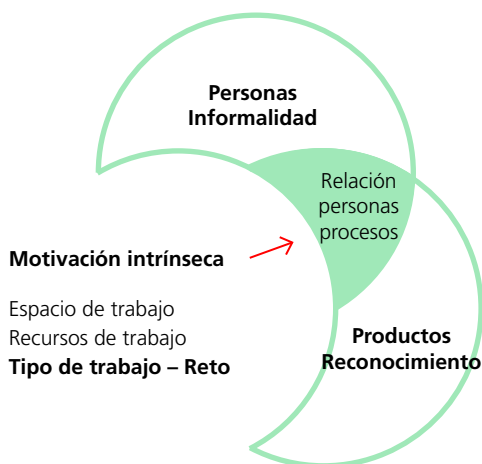 Personas
Informalidad
Relación
personas
procesos
Motivación intrínseca
Espacio de trabajo
Recursos de trabajo
Tipo de trabajo – Reto
Productos
Reconocimiento